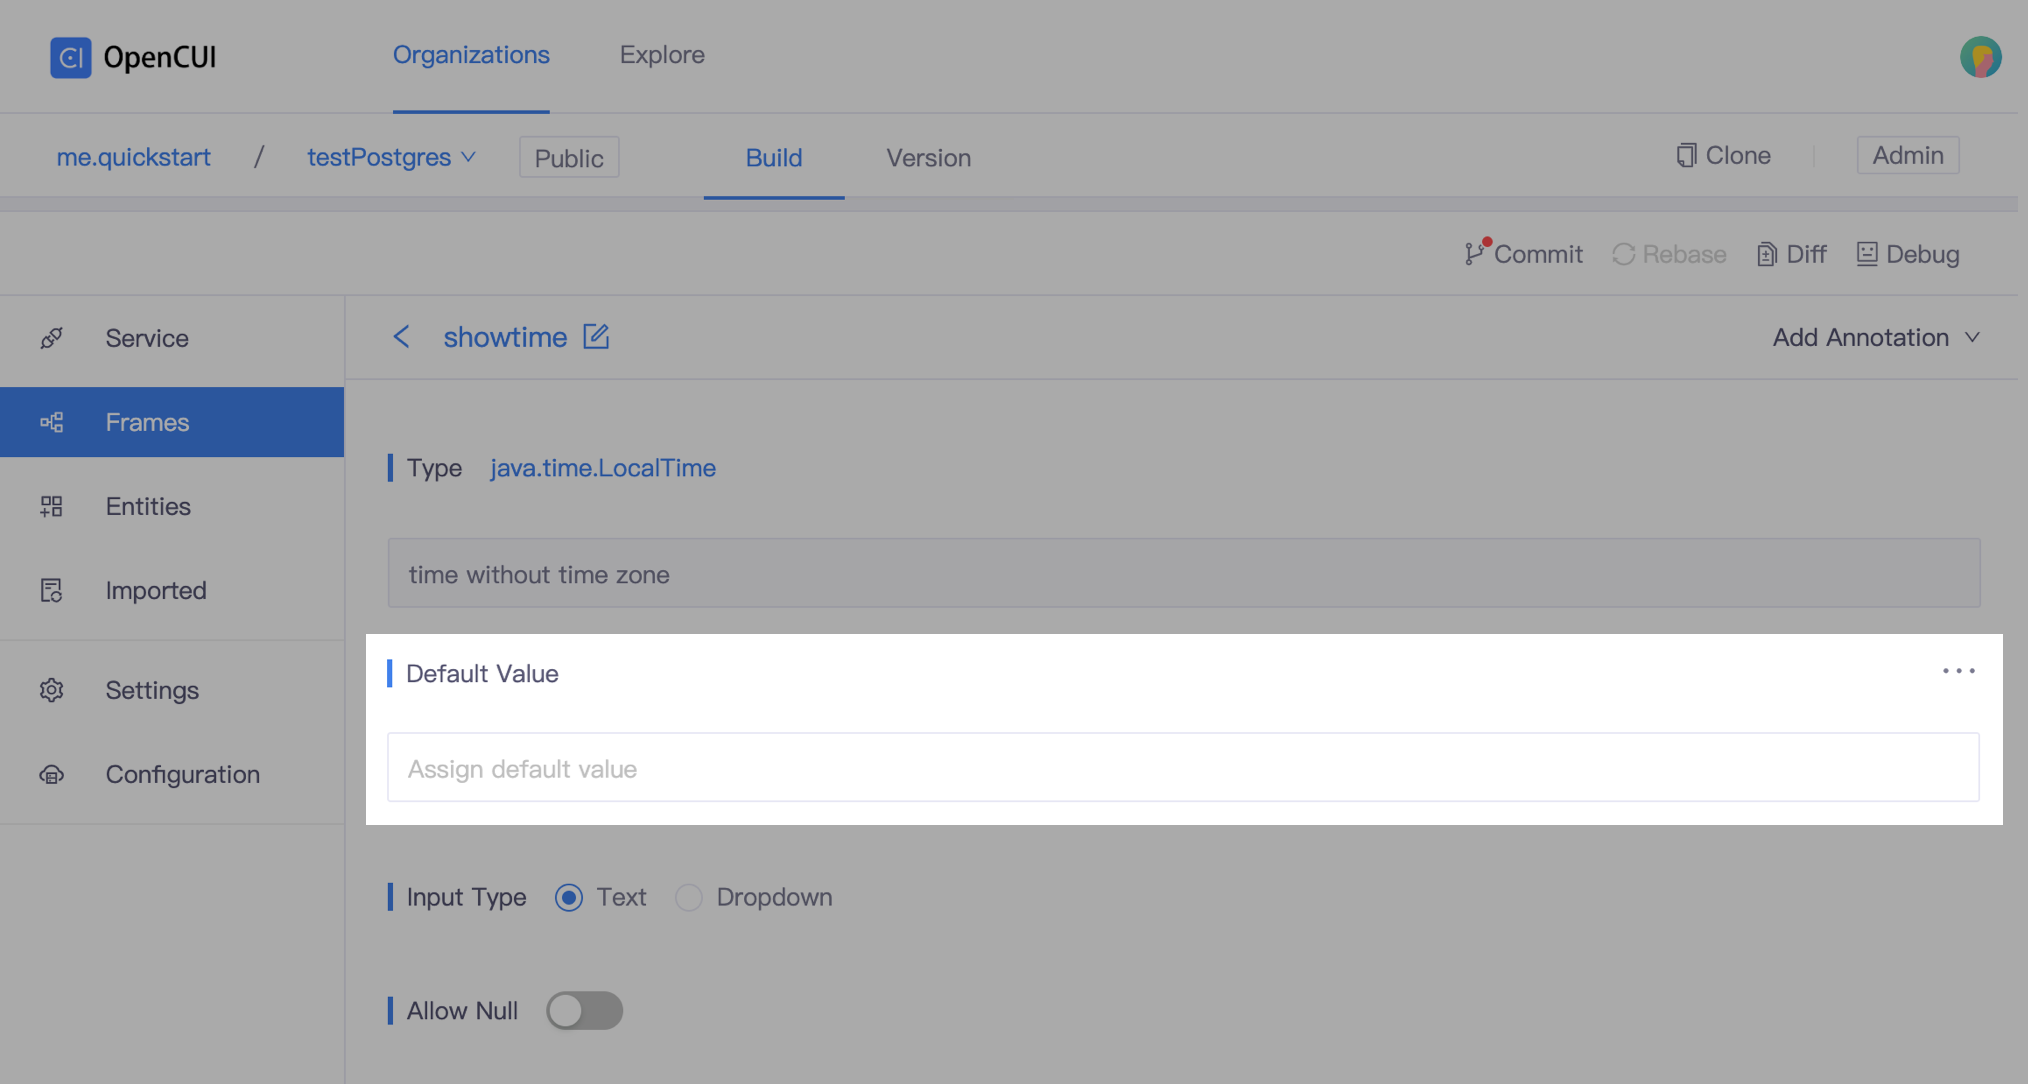 OpenCUI
Organizations Explore
me.quickstart / testPostgres Public Build Version Clone Admin
Commit Rebase Diff Debug
Service
Frames
Entities
Imported
Settings
Configuration
showtime Add Annotation
Type java.time.LocalTime
time without time zone
Default Value ...
Assign default value
Input Type Text Dropdown
Allow Null